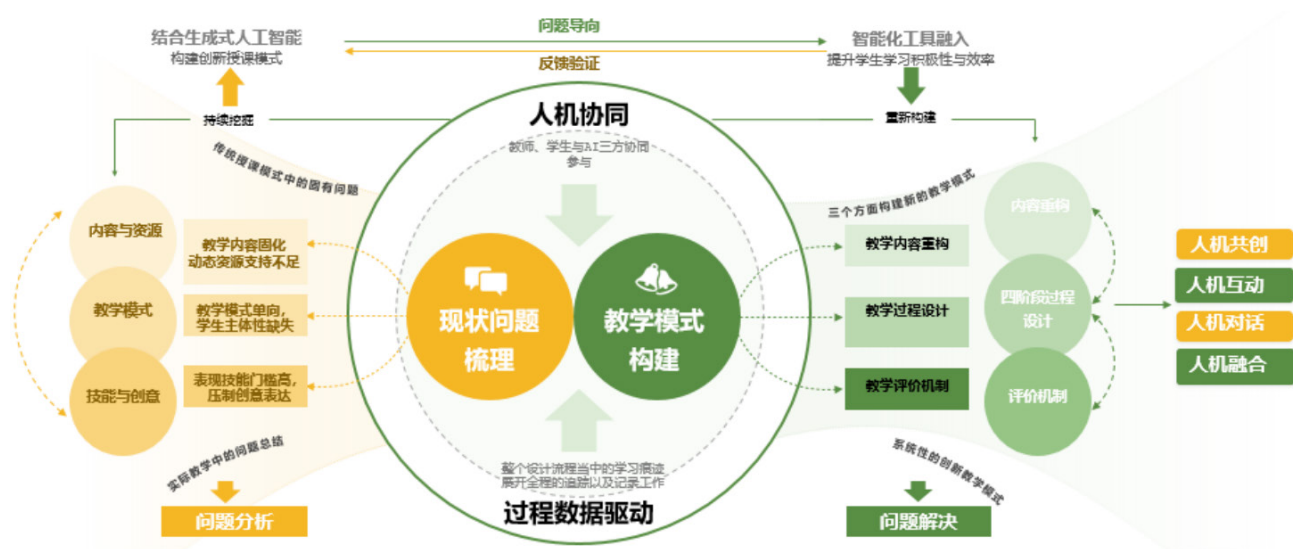 结合生成式人工智能
构建创新授课模式
问题导向
反馈验证
智能化工具融入
提升学生学习积极性与效率
持续挖掘
重新构建
人机协同
教师、学生与AI三方协同
参与
传统授课模式中的固有问题
三个方面构建新的教学模式
内容与资源
教学模式
技能与创意
教学内容固化
动态资源支持不足
教学模式单向，
学生主体性缺失
表现技能门槛高，
压制创意表达
现状问题
梳理
教学模式
构建
教学内容重构
教学过程设计
教学评价机制
内容重构
四阶段过程
设计
评价机制
人机共创
人机互动
人机对话
人机融合
实际教学中的问题总结
问题分析
整个设计流程当中的学习痕迹
展开全程的追踪以及记录工作
过程数据驱动
系统性的创新教学模式
问题解决